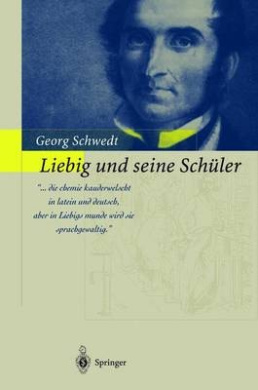 Georg Schwedt
Liebig und seine Schüler
"... die chemie kauderwelscht
in latein und deutsch,
aber in Liebigs munde wird sie
sprachgewaltig."
Springer